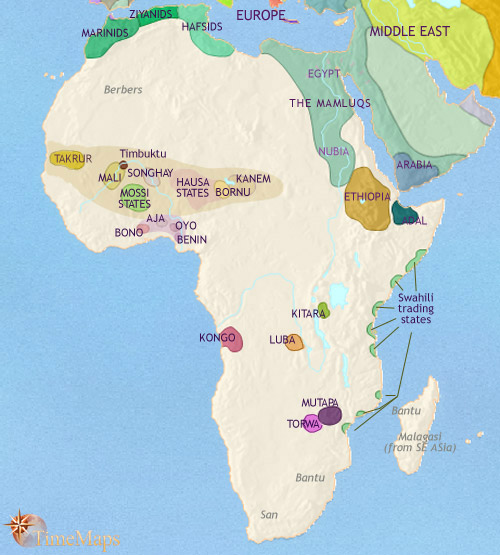 ZIYANIDS
EUROPE
MARINIDS
HAFSIDS
MIDDLE EAST
EGYPT
Berbers
THE MAMLUQS
NUBIA
Timbuktu
TAKRUR
ARABIA
SONGHAY
MALI
KANEM
HAUSA
STATES
BORNU
MOSSI
STATES
ETHIOPIA
AJA
ADAL
OYO
BONO
BENIN
Swahili
trading
states
KITARA
KONGO
LUBA
MUTAPA
Bantu
TORWA
Malagasi
(from SE ASia)
Bantu
San
TimeMaps